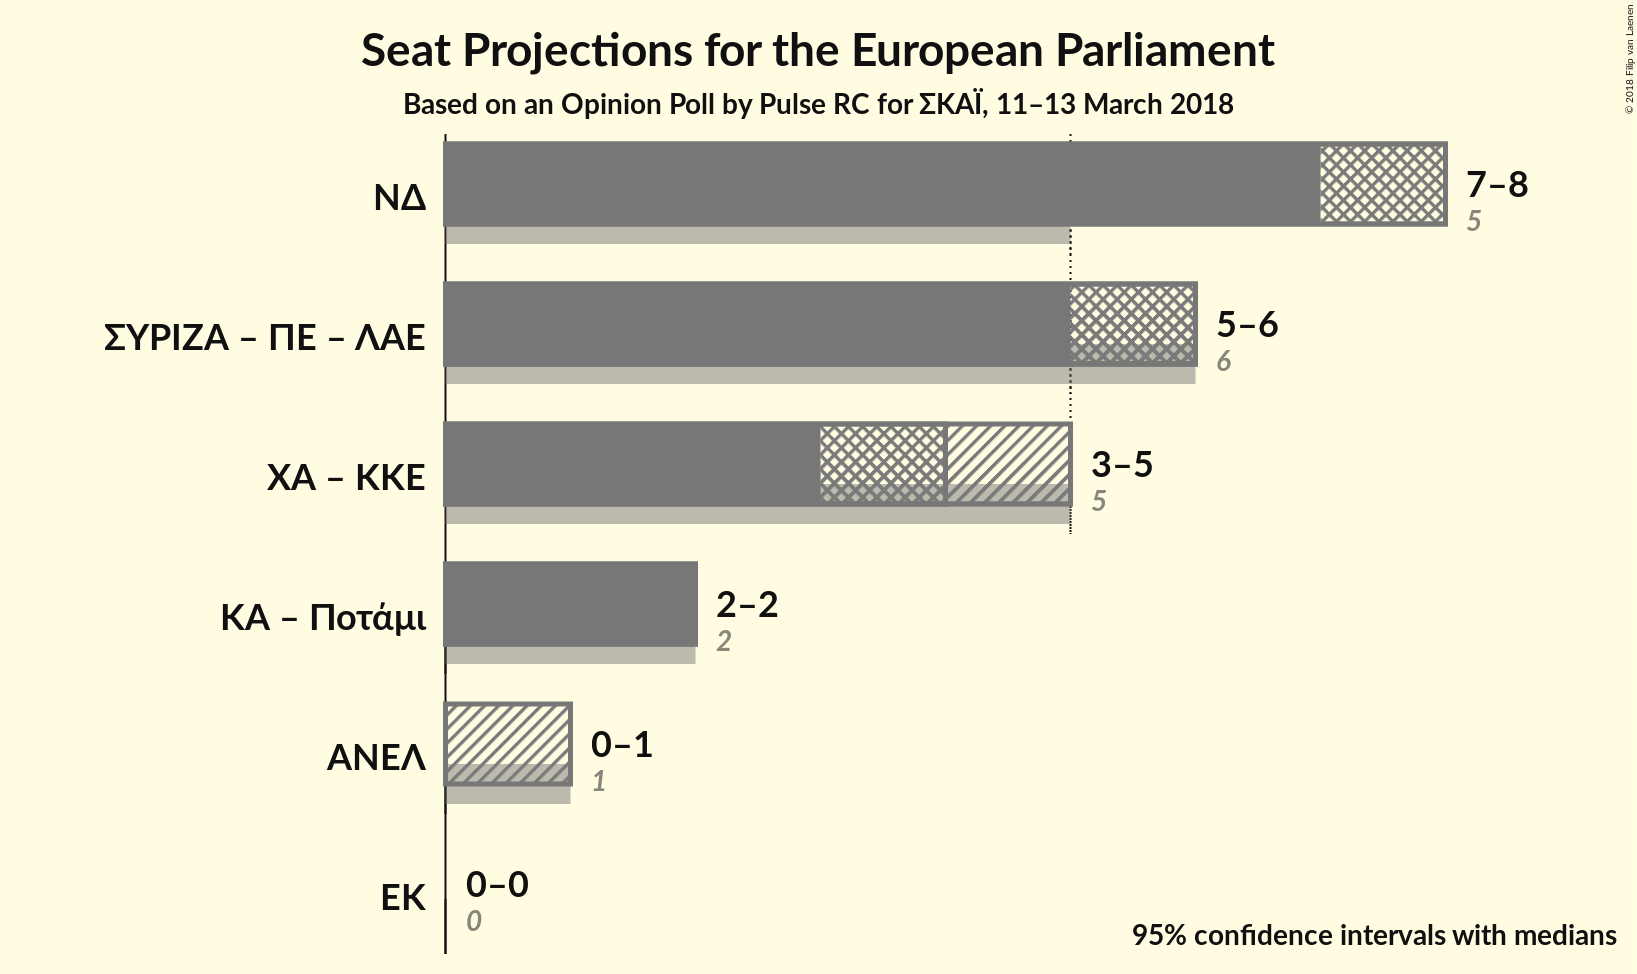 Seat Projections for the European Parliament
Based on an Opinion Poll by Pulse RC for ΣΚΑΪ, 11–13 March 2018
© 2018 Filip van Laenen
ΝΔ
7–8
5
ΣΥΡΙΖΑ – ΠΕ – ΛΑΕ
5–6
6
ΧΑ – ΚΚΕ
3–5
5
ΚΑ – Ποτάμι
2–2
2
ΑΝΕΛ
0–1
1
ΕΚ
0–0
0
95% confidence intervals with medians